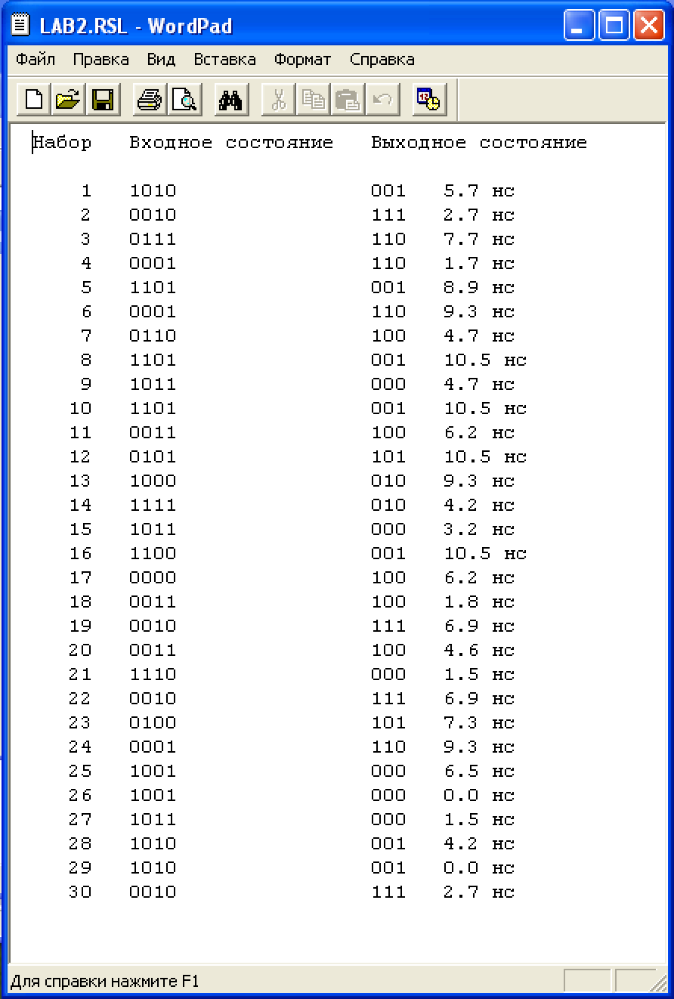 LAB2.RSL - WordPad
Файл Правка Вид Вставка Формат Справка
Набор Входное состояние Выходное состояние
1 1010 001 5.7 нс
2 0010 111 2.7 нс
3 0111 110 7.7 нс
4 0001 110 1.7 нс
5 1101 001 8.9 нс
6 0001 110 9.3 нс
7 0110 100 4.7 нс
8 1101 001 10.5 нс
9 1011 000 4.7 нс
10 1101 001 10.5 нс
11 0011 100 6.2 нс
12 0101 101 10.5 нс
13 1000 010 9.3 нс
14 1111 010 4.2 нс
15 1011 000 3.2 нс
16 1100 001 10.5 нс
17 0000 100 6.2 нс
18 0011 100 1.8 нс
19 0010 111 6.9 нс
20 0011 100 4.6 нс
21 1110 000 1.5 нс
22 0010 111 6.9 нс
23 0100 101 7.3 нс
24 0001 110 9.3 нс
25 1001 000 6.5 нс
26 1001 000 0.0 нс
27 1011 000 1.5 нс
28 1010 001 4.2 нс
29 1010 001 0.0 нс
30 0010 111 2.7 нс
Для справки нажмите F1